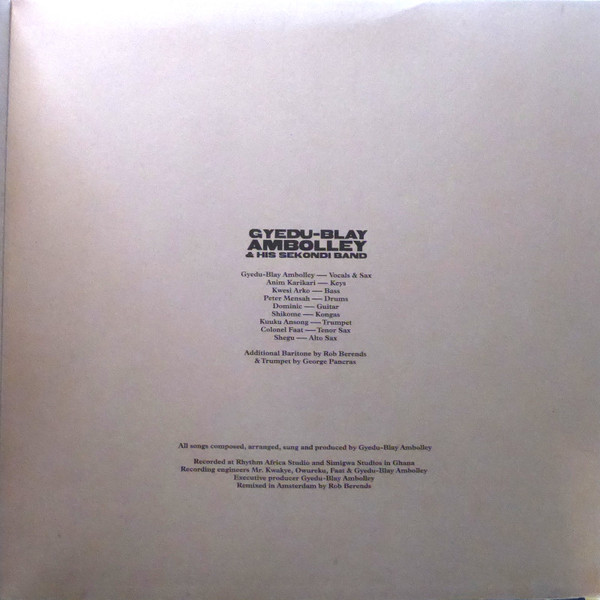 GYEDU-BLAY
AMBOLLEY
& HIS SEKONDI BAND
Gyedu-Blay Ambolley — Vocals & Sax
Anim Karikari — Keys
Kwesi Arko — Bass
Peter Mensah — Drums
Dominic — Guitar
Shikome — Kongas
Kuuku Ansong — Trumpet
Colonel Faat — Tenor Sax
Shegu — Alto Sax
Additional Baritone by Rob Berends
& Trumpet by George Pancras
All songs composed, arranged, sung and produced by Gyedu-Blay Ambolley
Recorded at Rhythm Africa Studio and Simigwa Studios in Ghana
Recording engineers Mr. Kwakye, Owureku, Faat & Gyedu-Blay Ambolley
Executive producer Gyedu-Blay Ambolley
Remixed in Amsterdam by Rob Berends